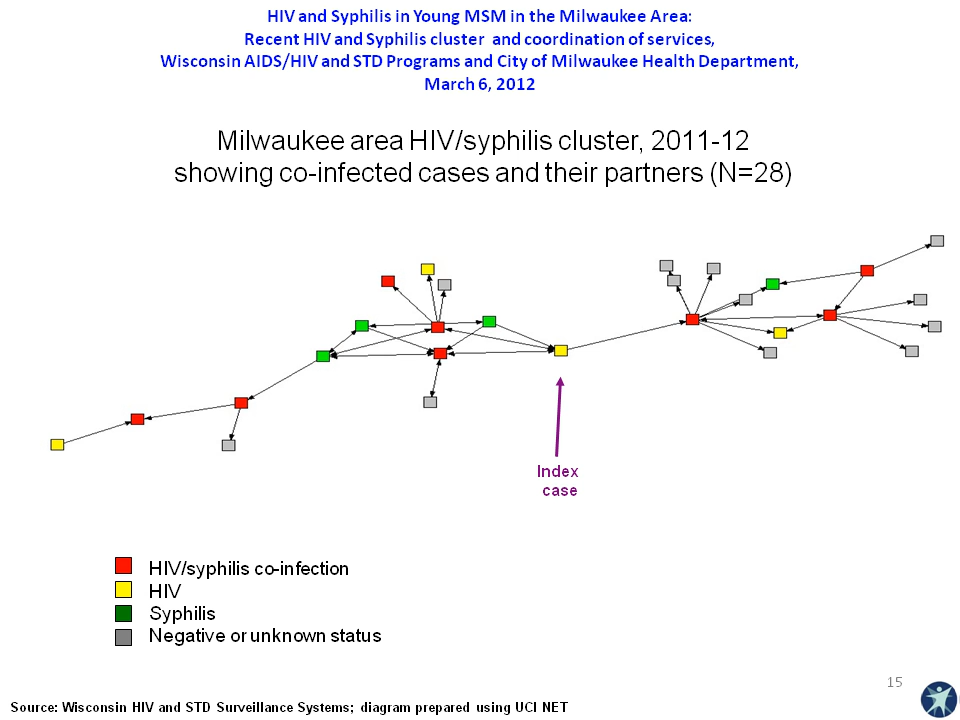 HIV and Syphilis in Young MSM in the Milwaukee Area:
Recent HIV and Syphilis cluster and coordination of services,
Wisconsin AIDS/HIV and STD Programs and City of Milwaukee Health Department,
March 6, 2012
Milwaukee area HIV/syphilis cluster, 2011-12
showing co-infected cases and their partners (N=28)
Index
case
HIV/syphilis co-infection
HIV
Syphilis
Negative or unknown status
15
Source: Wisconsin HIV and STD Surveillance Systems; diagram prepared using UCI NET